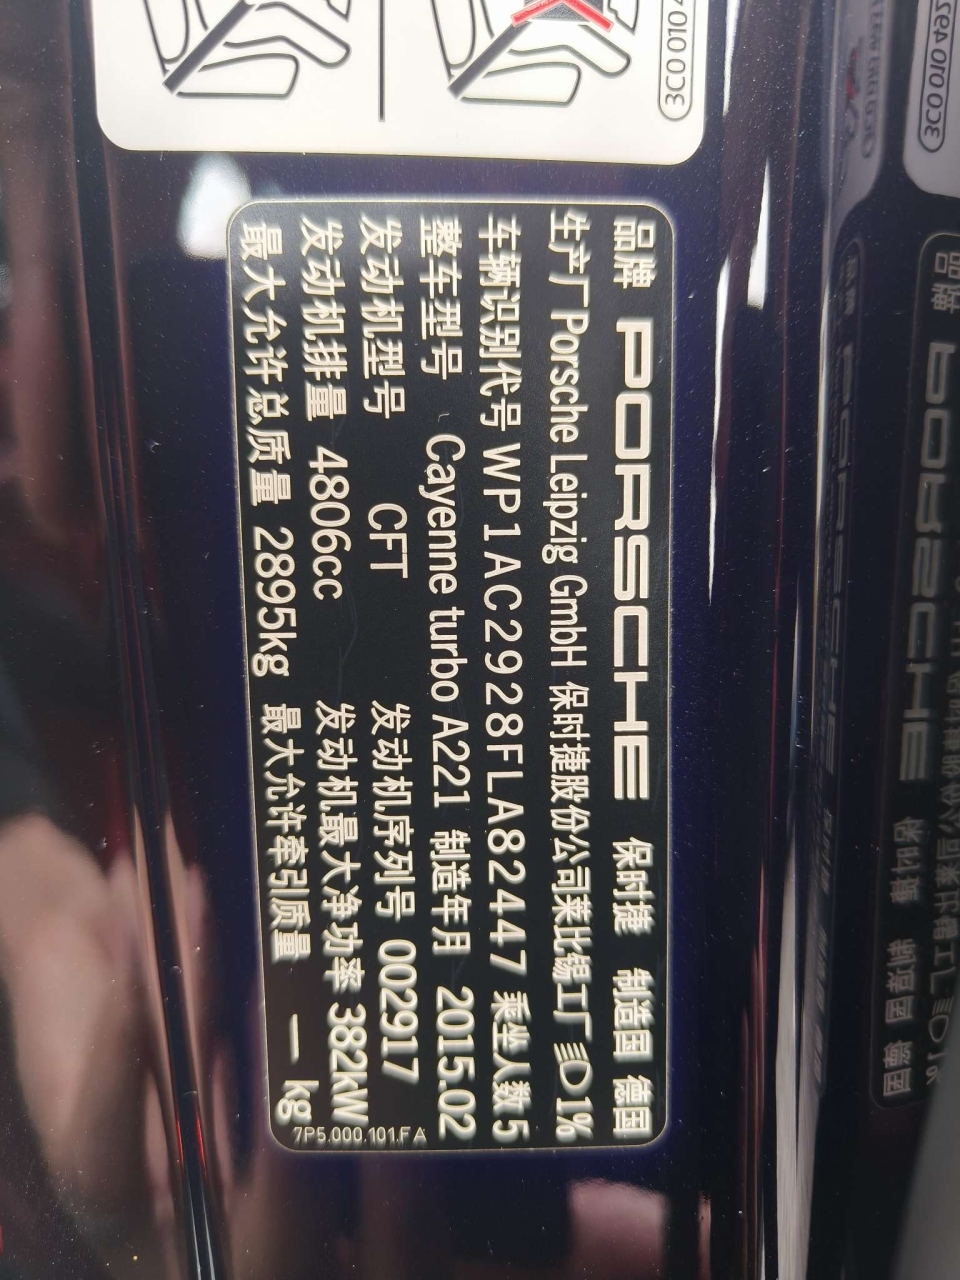 3C0 010 4
品牌 PORSCHE 保时捷 制造国 德国
生产厂 Porsche Leipzig GmbH 保时捷股份公司莱比锡工厂 1%
车辆识别代号 WP1AC2928FLA82447 乘坐人数 5
整车型号 Cayenne turbo A221 制造年月 2015.02
发动机型号 CFT 发动机序列号 002917
发动机排量 4806cc 发动机最大净功率 382kW
最大允许总质量 2895kg 最大允许牵引质量 — kg
7P5.000.101.FA